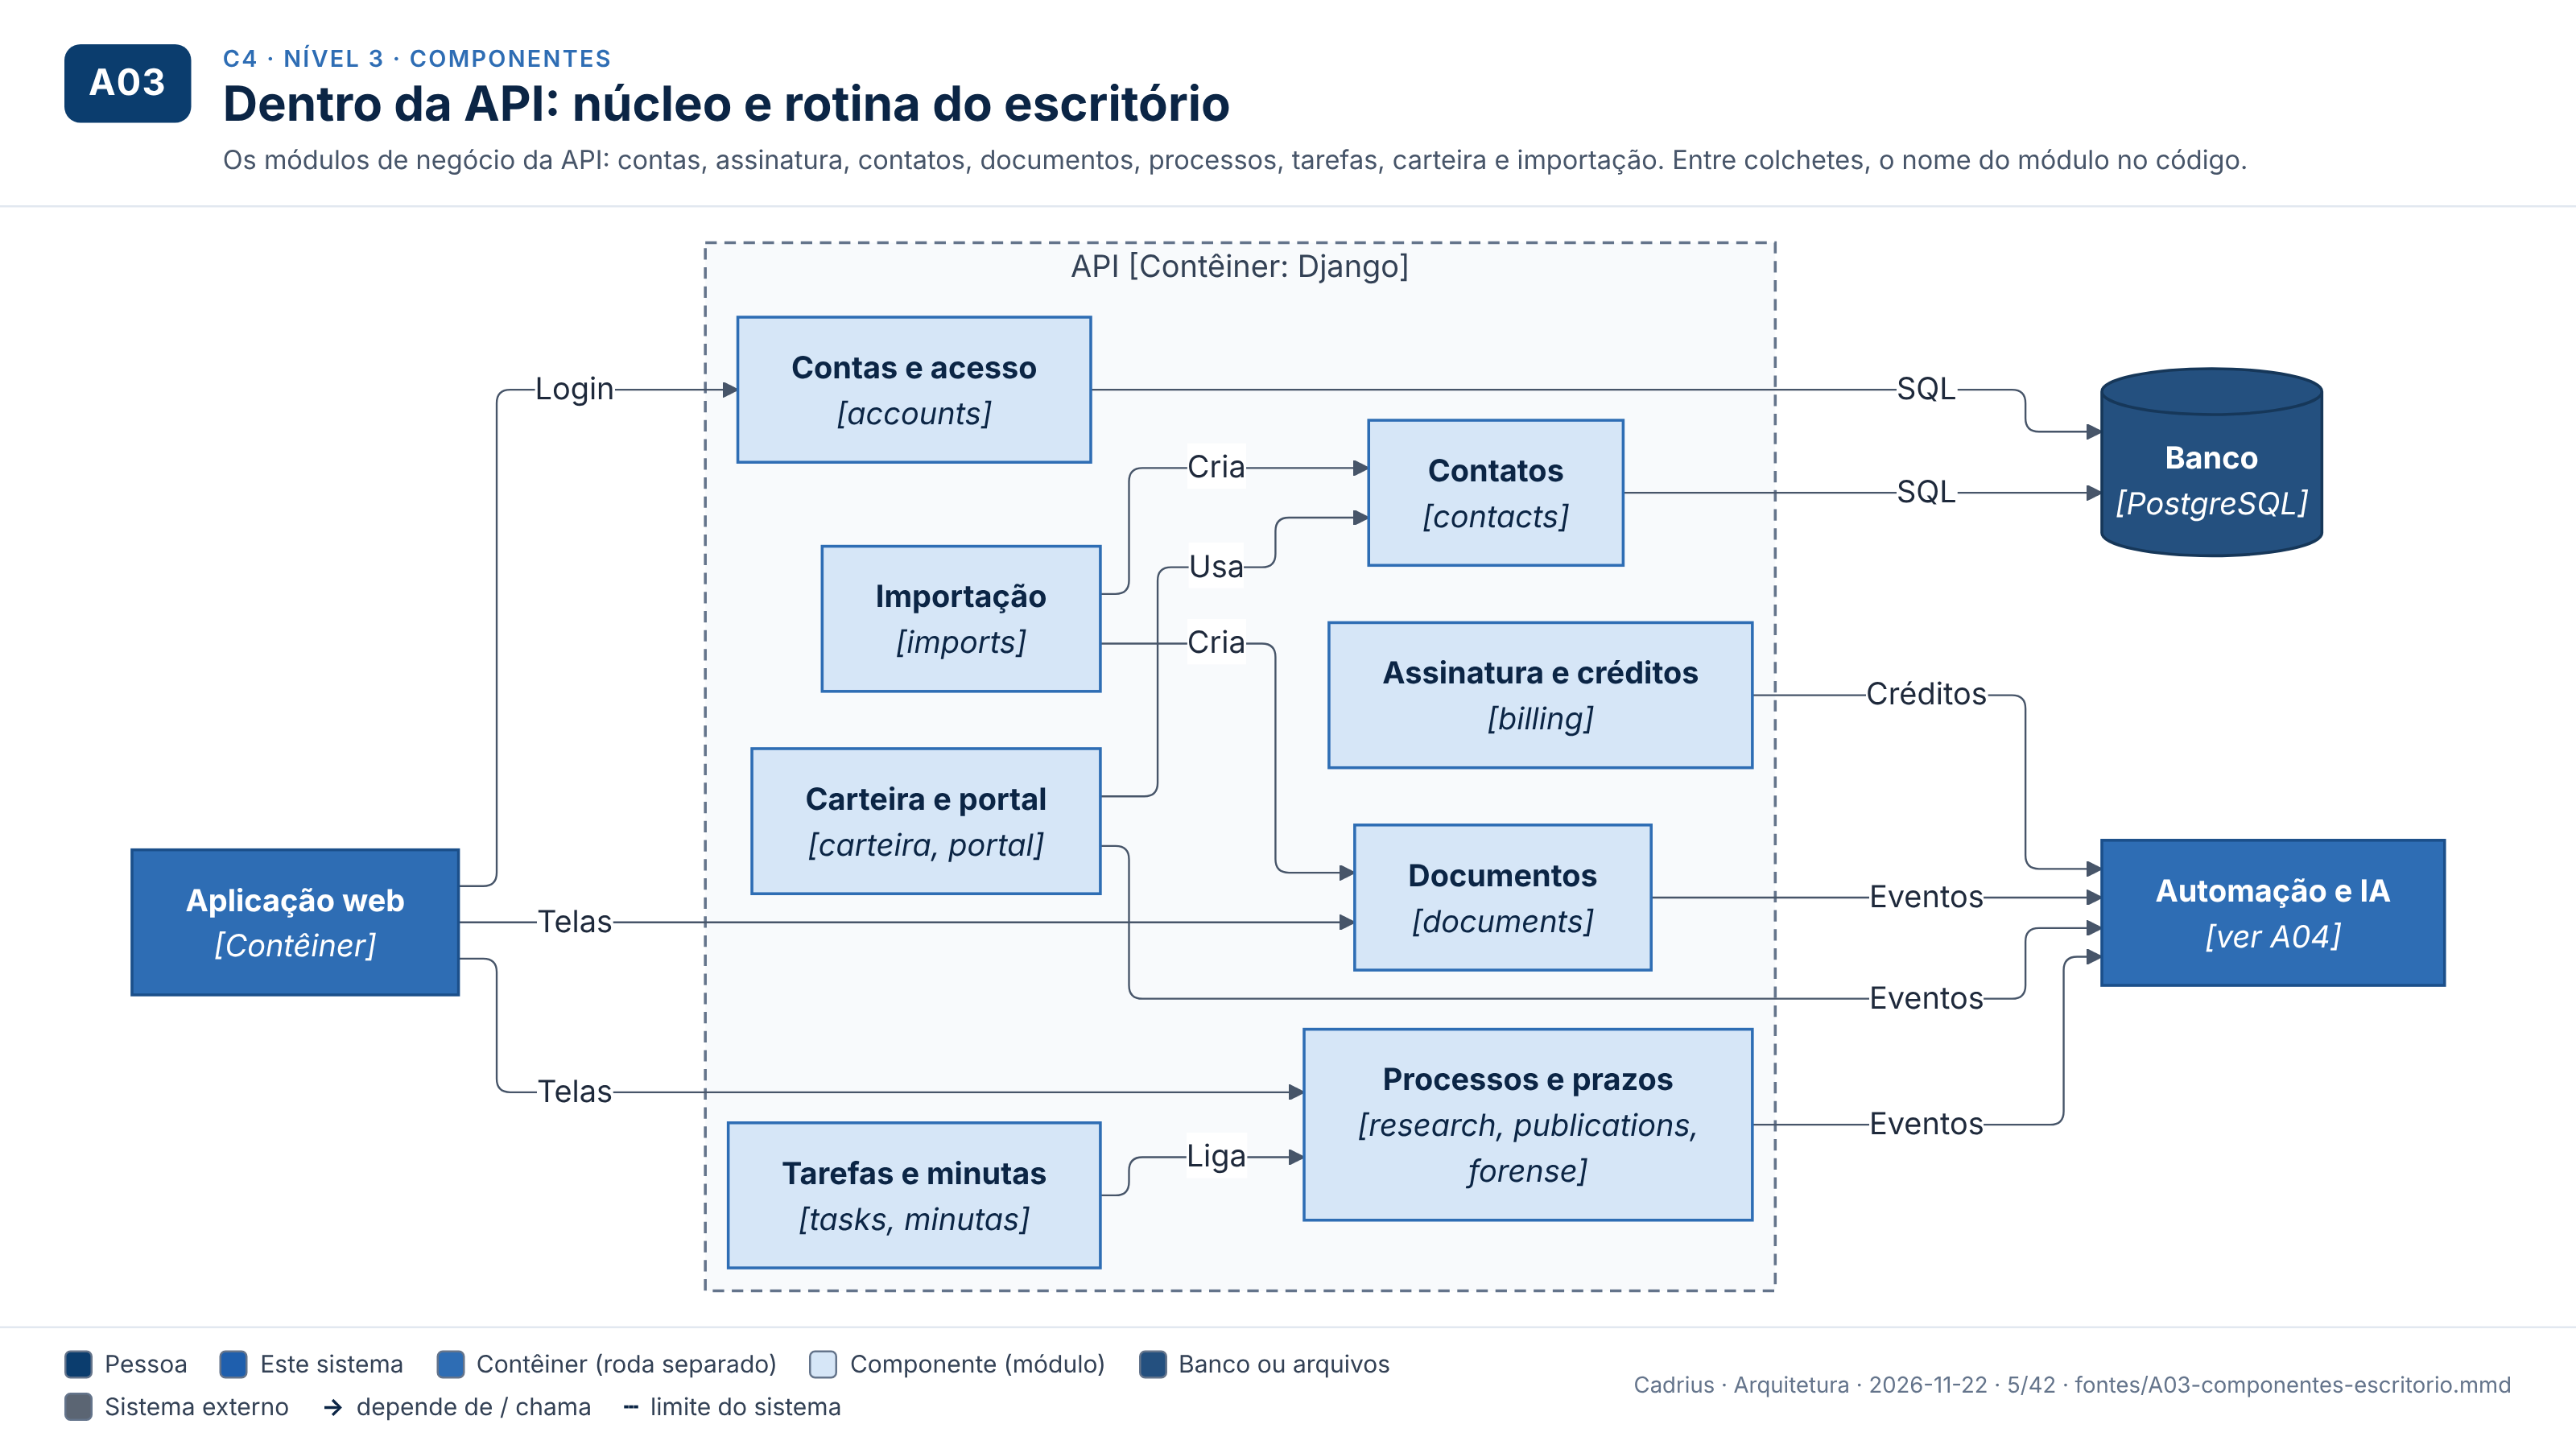 A03
C4 · NÍVEL 3 · COMPONENTES
Dentro da API: núcleo e rotina do escritório
Os módulos de negócio da API: contas, assinatura, contatos, documentos, processos, tarefas, carteira e importação. Entre colchetes, o nome do módulo no código.
API [Contêiner: Django]
Contas e acesso
[accounts]
Login
SQL
Banco
[PostgreSQL]
Cria
Contatos
[contacts]
SQL
Usa
Importação
[imports]
Cria
Assinatura e créditos
[billing]
Créditos
Carteira e portal
[carteira, portal]
Aplicação web
[Contêiner]
Telas
Documentos
[documents]
Eventos
Automação e IA
[ver A04]
Eventos
Telas
Processos e prazos
[research, publications,
forense]
Eventos
Tarefas e minutas
[tasks, minutas]
Liga
Pessoa
Este sistema
Contêiner (roda separado)
Componente (módulo)
Banco ou arquivos
Sistema externo
depende de / chama
limite do sistema
Cadrius · Arquitetura · 2026-11-22 · 5/42 · fontes/A03-componentes-escritorio.mmd